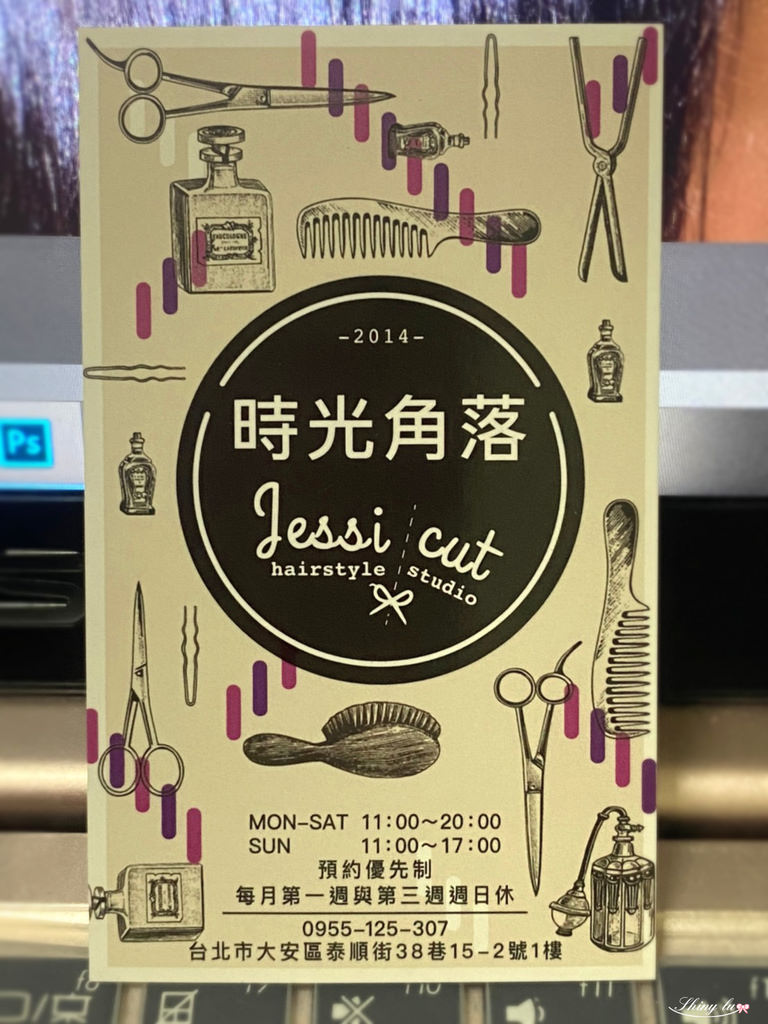 Ps
-2014-
時光角落
Jessi cut
hairstyle studio
MON-SAT 11:00~20:00
SUN 11:00~17:00
預約優先制
每月第一週與第三週週日休
0955-125-307
台北市大安區泰順街38巷15-2號1樓
f10
f11
Shiny lu